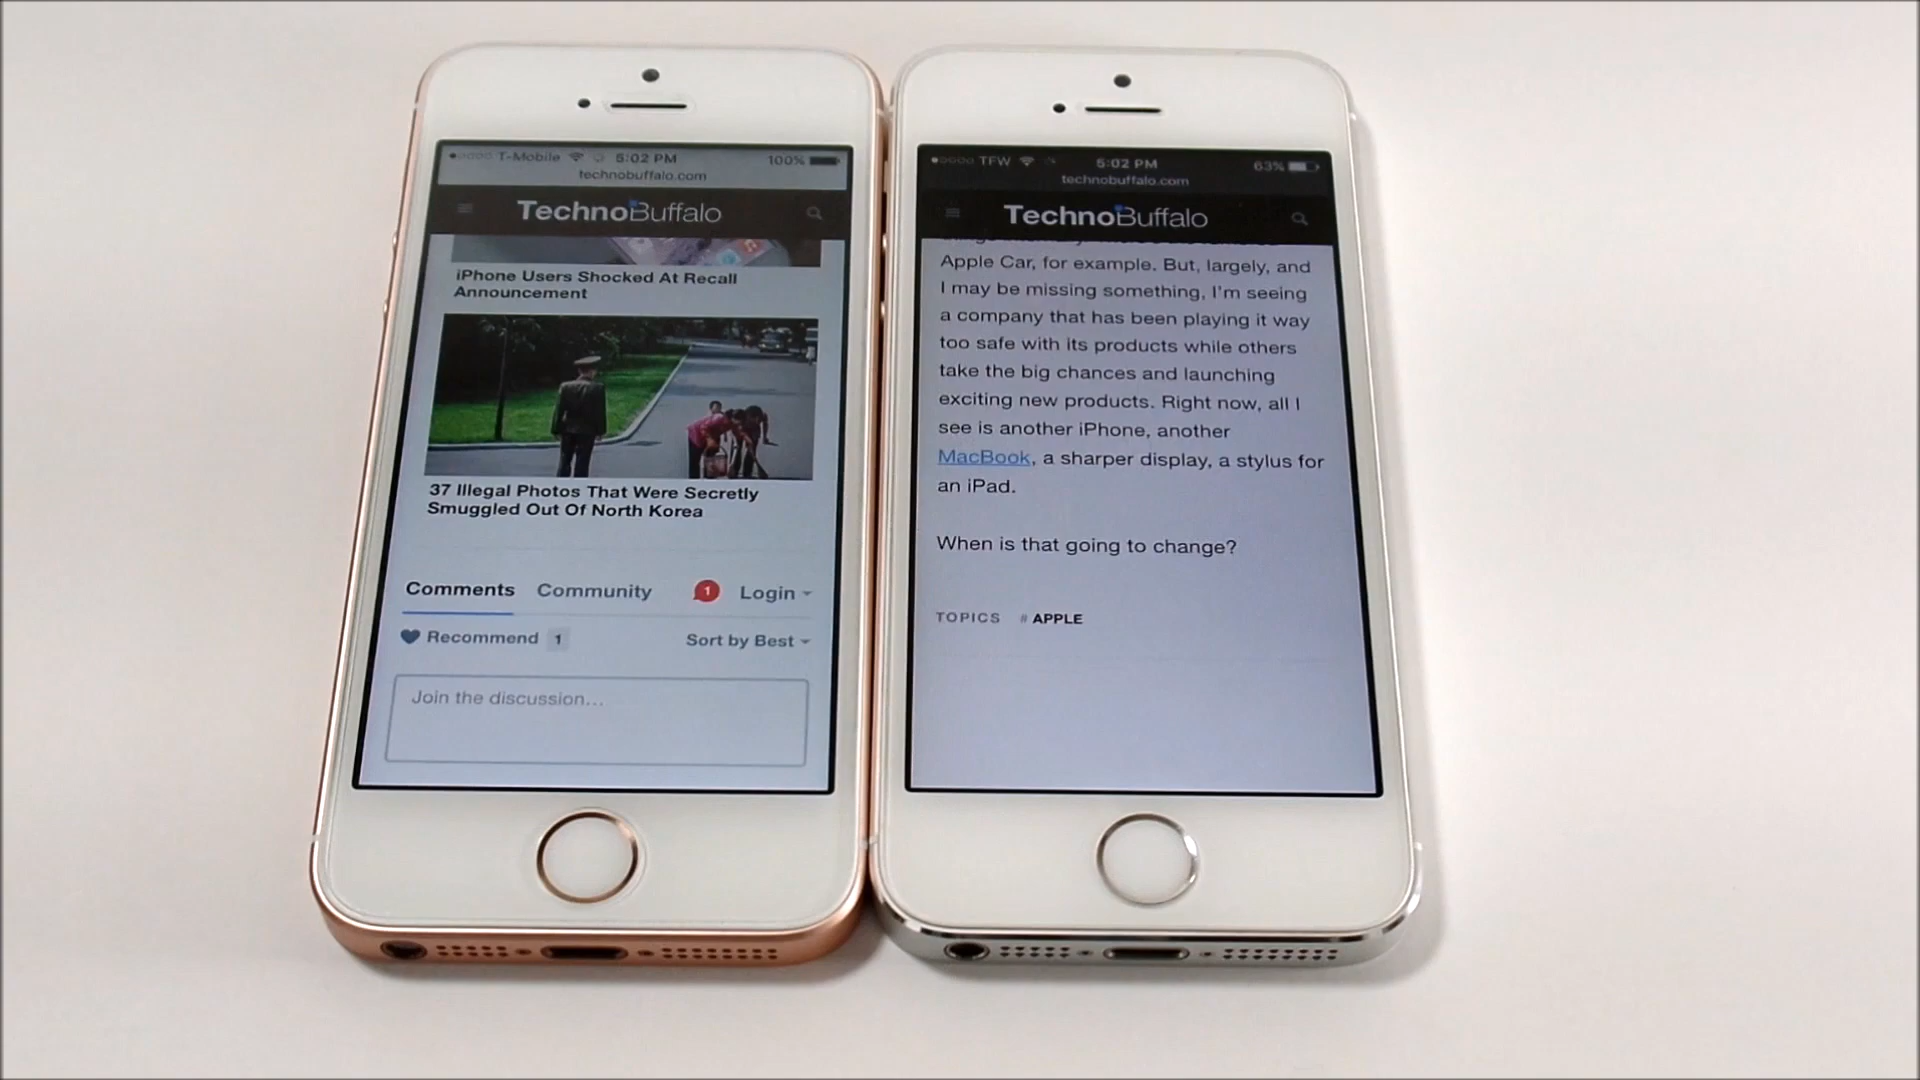 T-Mobile 5:02 PM 100%
technobuffalo.com
TechnoBuffalo
iPhone Users Shocked At Recall
Announcement
37 Illegal Photos That Were Secretly
Smuggled Out Of North Korea
Comments Community 1 Login
Recommend 1 Sort by Best
Join the discussion...
TFW 5:02 PM 63%
technobuffalo.com
TechnoBuffalo
Apple Car, for example. But, largely, and
I may be missing something, I'm seeing
a company that has been playing it way
too safe with its products while others
take the big chances and launching
exciting new products. Right now, all I
see is another iPhone, another
MacBook, a sharper display, a stylus for
an iPad.
When is that going to change?
TOPICS # APPLE